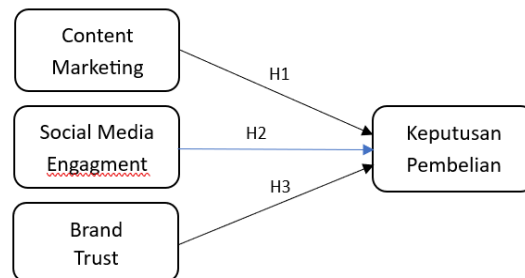 Content
Marketing
H1
Social Media
Engagment
H2
Keputusan
Pembelian
H3
Brand
Trust